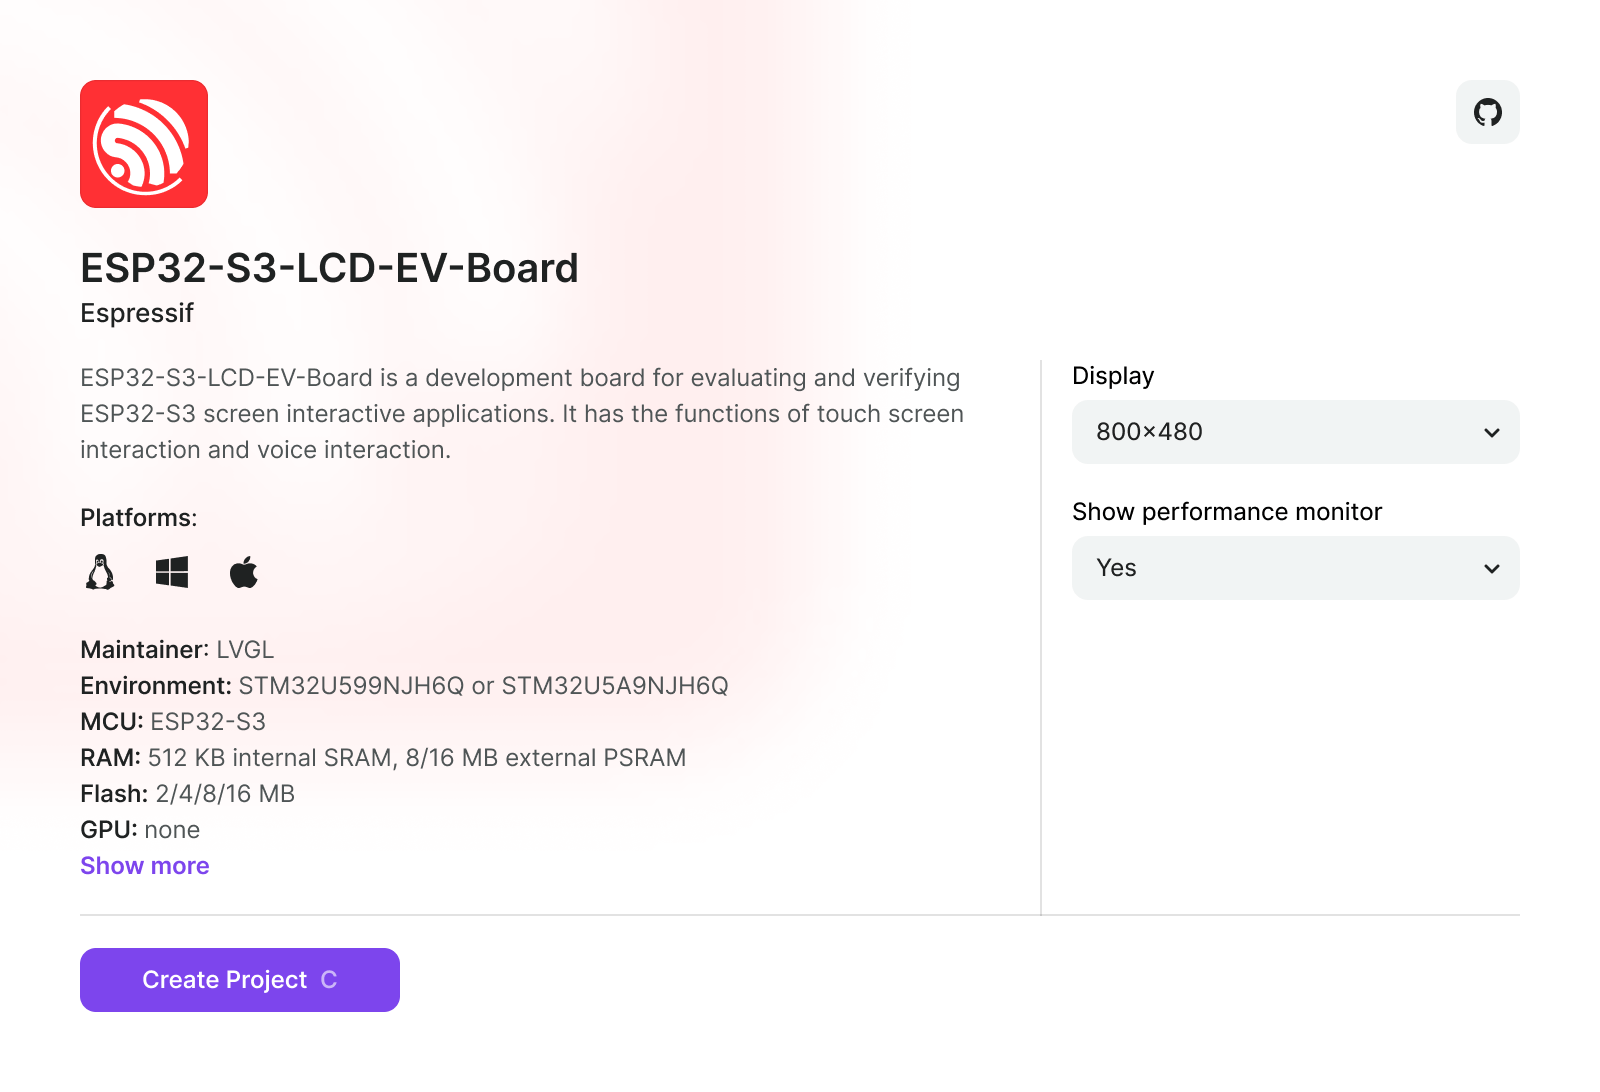 ESP32-S3-LCD-EV-Board
Espressif
ESP32-S3-LCD-EV-Board is a development board for evaluating and verifying
ESP32-S3 screen interactive applications. It has the functions of touch screen
interaction and voice interaction.
Platforms:
Maintainer: LVGL
Environment: STM32U599NJH6Q or STM32U5A9NJH6Q
MCU: ESP32-S3
RAM: 512 KB internal SRAM, 8/16 MB external PSRAM
Flash: 2/4/8/16 MB
GPU: none
Show more
Display
800×480
Show performance monitor
Yes
Create Project C